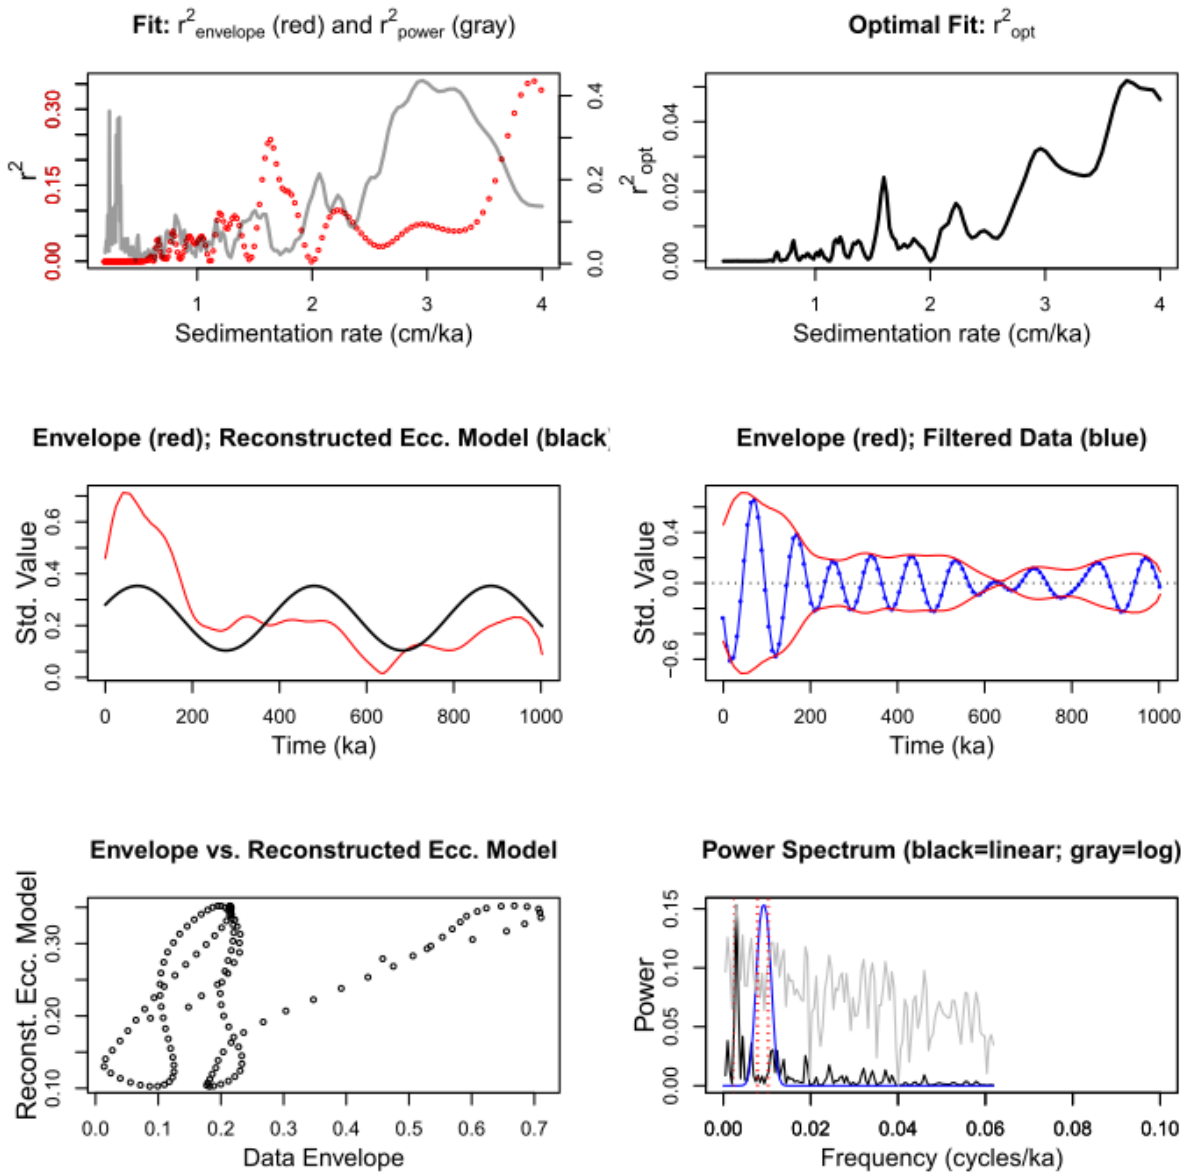 Fit: r²envelope (red) and r²power (gray)
r²
0.00 0.15 0.30
0.0 0.2 0.4
1 2 3 4
Sedimentation rate (cm/ka)
Optimal Fit: r²opt
r²opt
0.00 0.02 0.04
1 2 3 4
Sedimentation rate (cm/ka)
Envelope (red); Reconstructed Ecc. Model (black)
Std. Value
0.0 0.2 0.4 0.6
0 200 400 600 800 1000
Time (ka)
Envelope (red); Filtered Data (blue)
Std. Value
−0.6 0.0 0.4
0 200 400 600 800 1000
Time (ka)
Envelope vs. Reconstructed Ecc. Model
Reconst. Ecc. Model
0.10 0.20 0.30
0.0 0.1 0.2 0.3 0.4 0.5 0.6 0.7
Data Envelope
Power Spectrum (black=linear; gray=log)
Power
0.00 0.05 0.10 0.15
0.00 0.02 0.04 0.06 0.08 0.10
Frequency (cycles/ka)